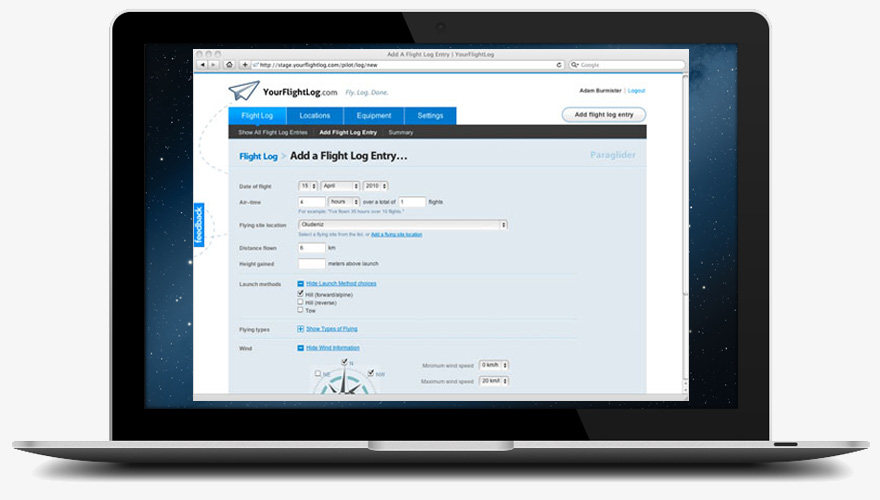 Add A Flight Log Entry | YourFlightLog
http://stage.yourflightlog.com/pilot/log/new
Google
YourFlightLog.com Fly. Log. Done.
Adam Burmister | Logout
Flight Log Locations Equipment Settings
Add flight log entry
Show All Flight Log Entries Add Flight Log Entry Summary
Flight Log > Add a Flight Log Entry...
Paraglider
Date of flight 15 April 2010
Air-time 4 hours over a total of 1 flights
For example: "I've flown 35 hours over 10 flights."
feedback
Flying site location Oludeniz
Select a flying site from the list, or Add a flying site location
Distance flown 6 km
Height gained meters above launch
Launch methods Hide Launch Method choices
Hill (forward/alpine)
Hill (reverse)
Tow
Flying types Show Types of Flying
Wind Hide Wind Information
N
Minimum wind speed 0 km/h
NE NW
Maximum wind speed 20 km/h